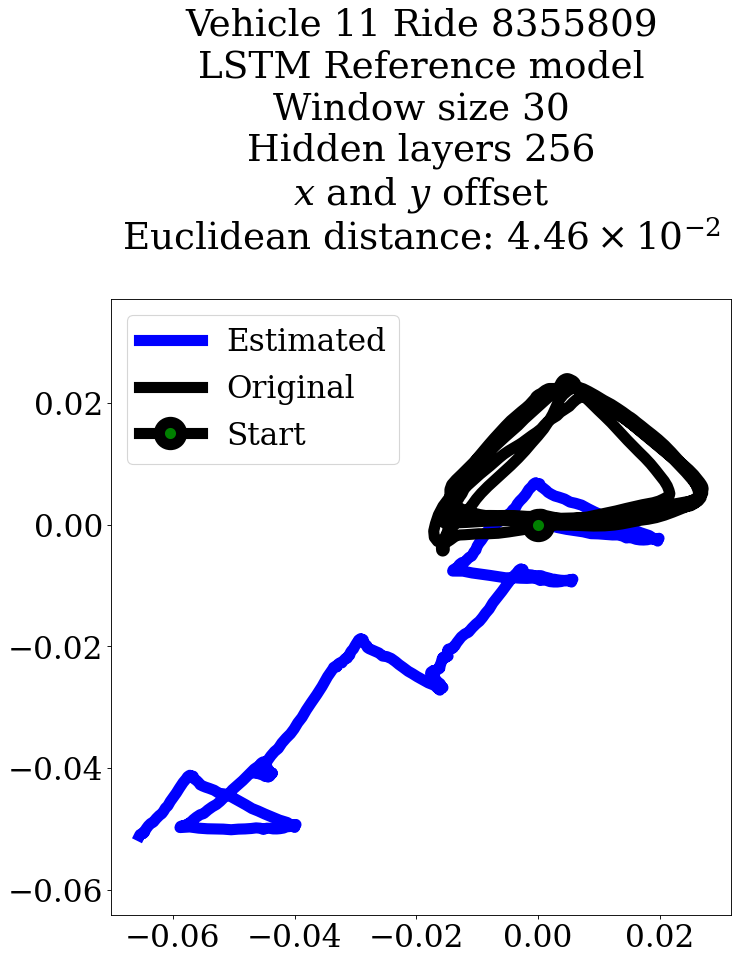 Vehicle 11 Ride 8355809
LSTM Reference model
Window size 30
Hidden layers 256
x and y offset
Euclidean distance: 4.46 × 10⁻²
Estimated
Original
Start
0.02
0.00
−0.02
−0.04
−0.06
−0.06 −0.04 −0.02 0.00 0.02